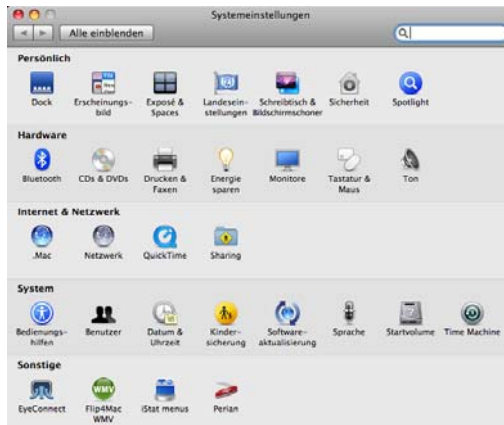 Systemeinstellungen
Alle einblenden
Persönlich
Dock
Erscheinungs-
bild
Exposé &
Spaces
Landesein-
stellungen
Schreibtisch &
Bildschirmschoner
Sicherheit
Spotlight
Hardware
Bluetooth
CDs & DVDs
Drucken &
Faxen
Energie
sparen
Monitore
Tastatur &
Maus
Ton
Internet & Netzwerk
.Mac
Netzwerk
QuickTime
Sharing
System
Bedienungs-
hilfen
Benutzer
Datum &
Uhrzeit
Kinder-
sicherung
Software-
aktualisierung
Sprache
Startvolume
Time Machine
Sonstige
EyeConnect
WMV
Flip4Mac
WMV
iStat menus
Perian